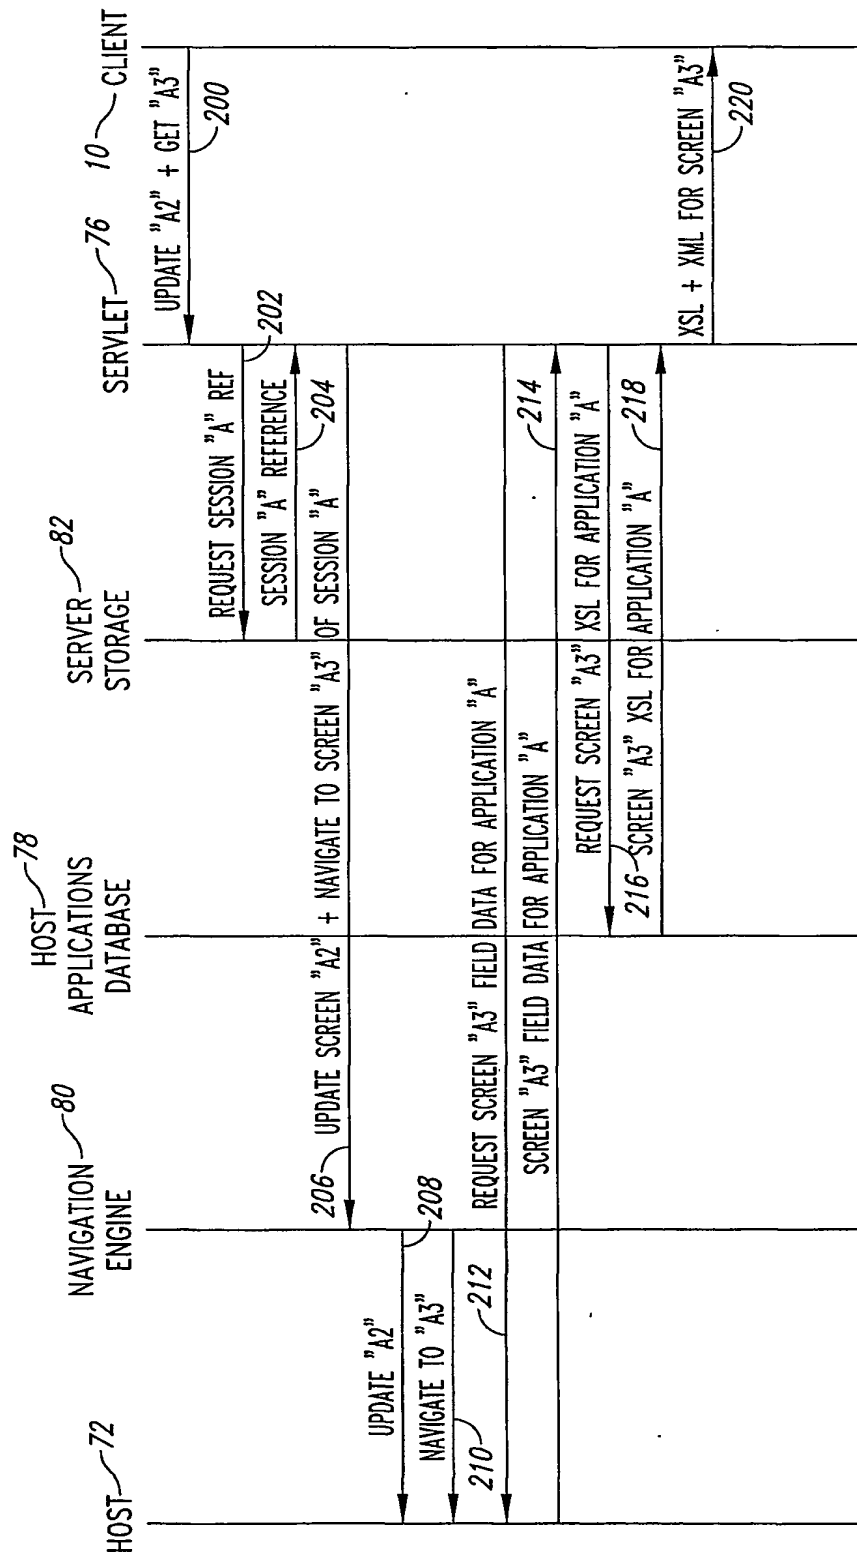 HOST 72
NAVIGATION 80
ENGINE
HOST 78
APPLICATIONS
DATABASE
SERVER 82
STORAGE
SERVLET 76
10 CLIENT
UPDATE "A2" + GET "A3"
200
REQUEST SESSION "A" REF
202
SESSION "A" REFERENCE
204
206 UPDATE SCREEN "A2" + NAVIGATE TO SCREEN "A3" OF SESSION "A"
UPDATE "A2"
208
NAVIGATE TO "A3"
210
REQUEST SCREEN "A3" FIELD DATA FOR APPLICATION "A"
212
SCREEN "A3" FIELD DATA FOR APPLICATION "A"
214
REQUEST SCREEN "A3" XSL FOR APPLICATION "A"
216 SCREEN "A3" XSL FOR APPLICATION "A"
218
XSL + XML FOR SCREEN "A3"
220